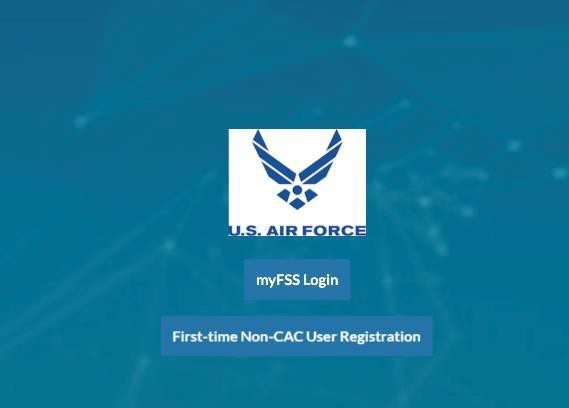 U.S. AIR FORCE
myFSS Login
First-time Non-CAC User Registration